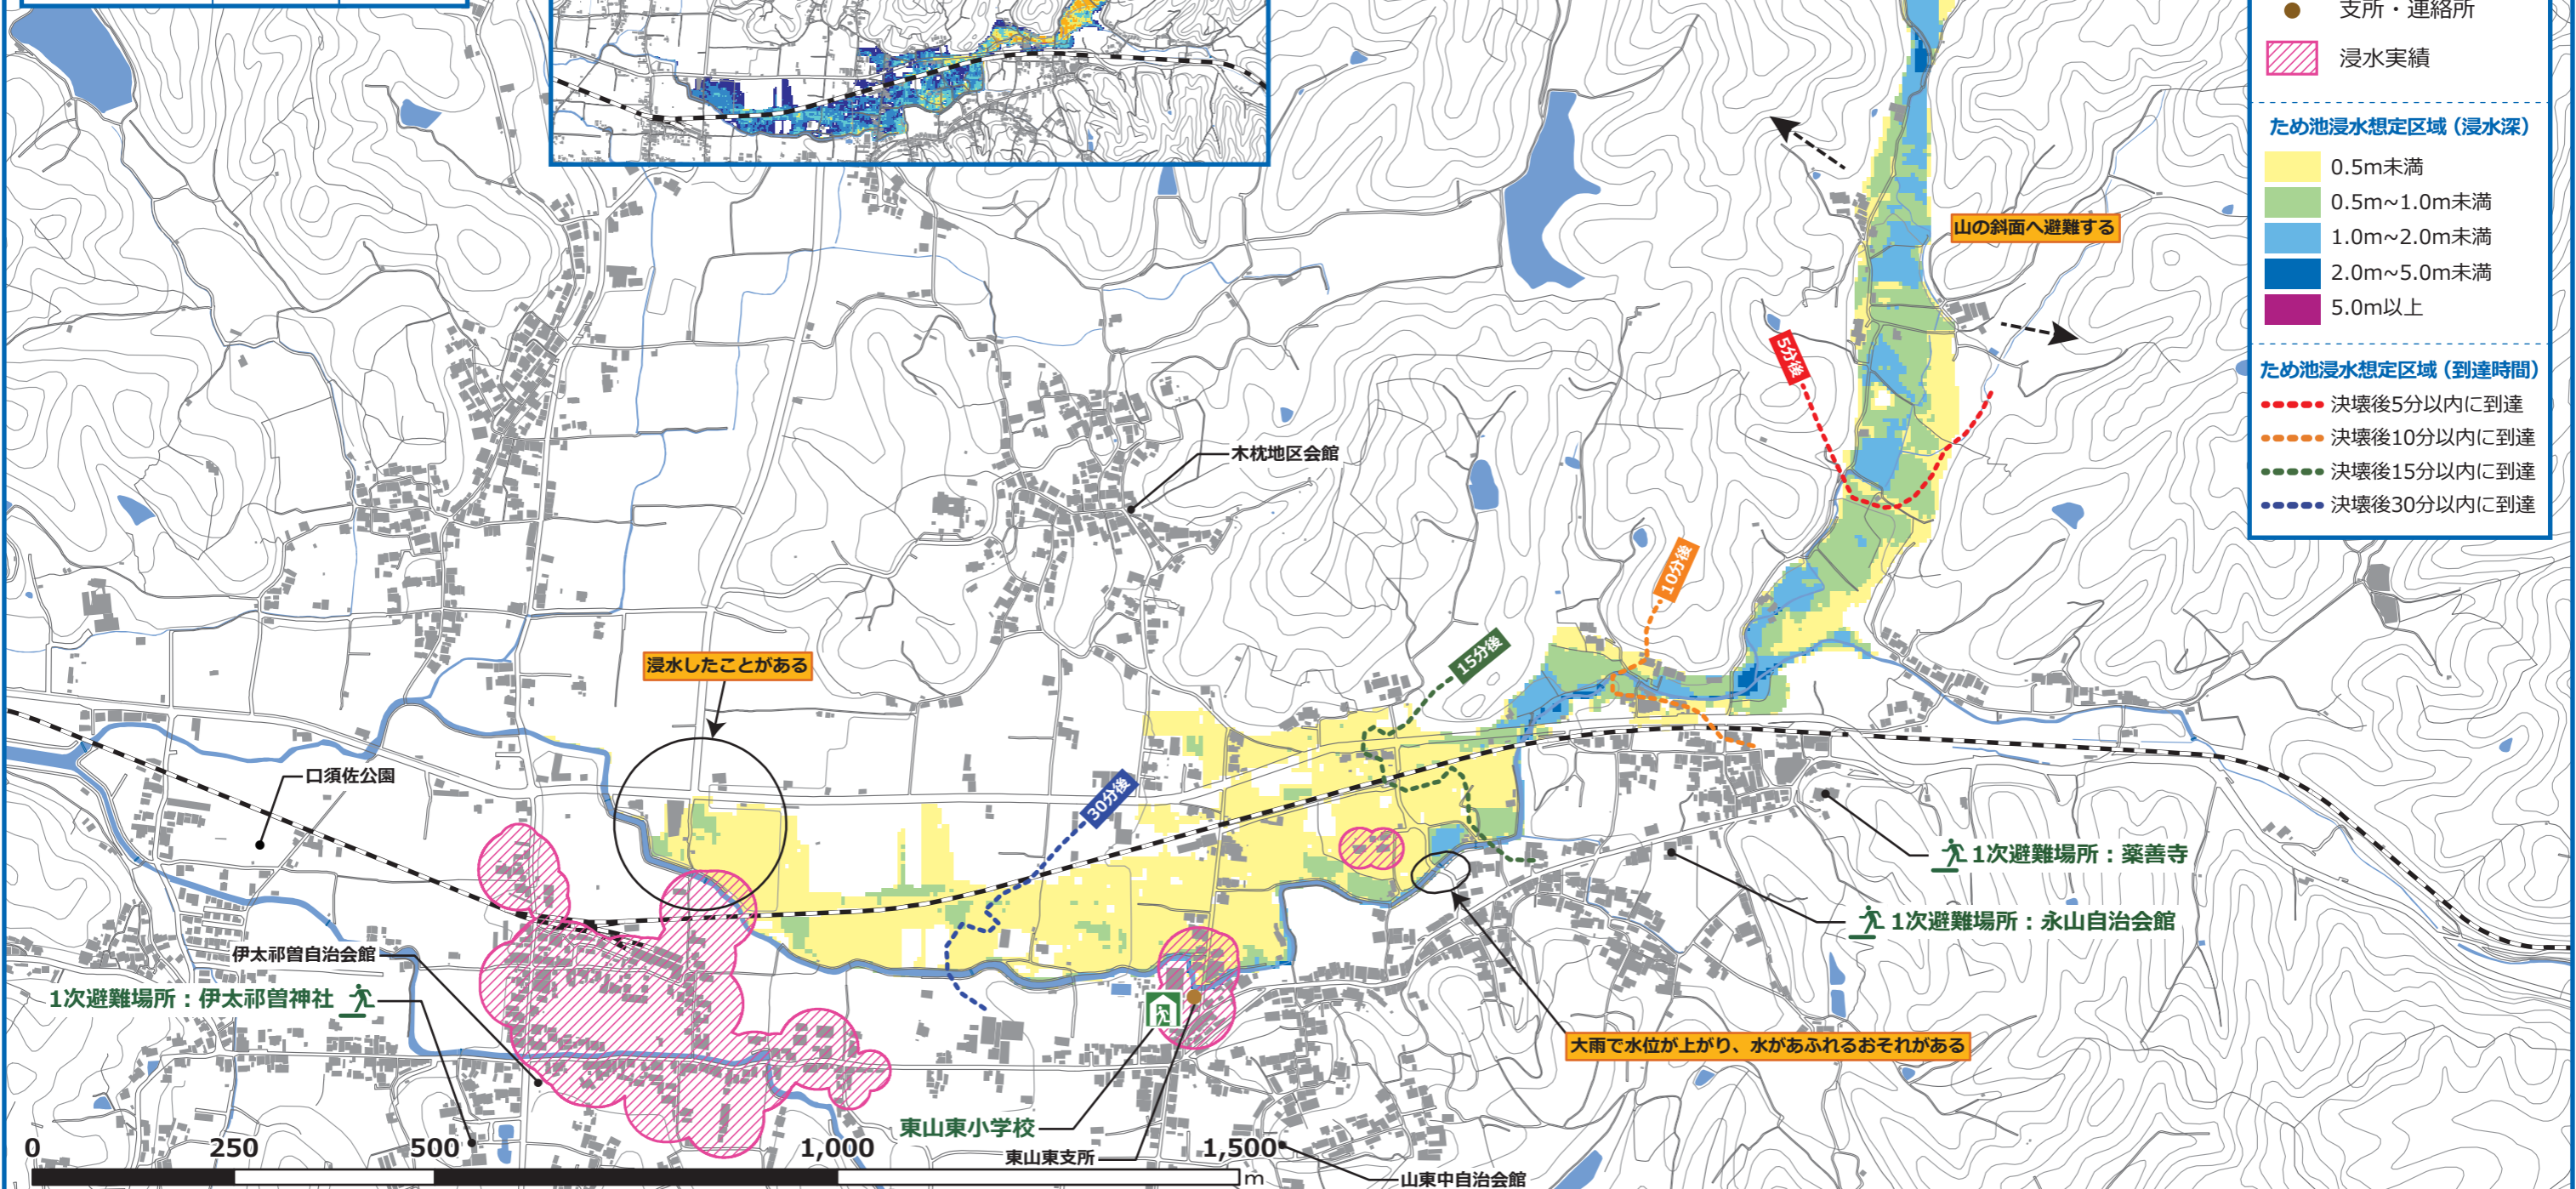 支所・連絡所
浸水実績
ため池浸水想定区域（浸水深）
0.5m未満
0.5m~1.0m未満
1.0m~2.0m未満
2.0m~5.0m未満
5.0m以上
ため池浸水想定区域（到達時間）
決壊後5分以内に到達
決壊後10分以内に到達
決壊後15分以内に到達
決壊後30分以内に到達
山の斜面へ避難する
5分後
木枕地区会館
10分後
15分後
浸水したことがある
30分後
口須佐公園
1次避難場所：薬善寺
1次避難場所：永山自治会館
伊太祁曽自治会館
1次避難場所：伊太祁曽神社
大雨で水位が上がり、水があふれるおそれがある
東山東小学校
東山東支所
山東中自治会館
0 250 500 1,000 1,500
m